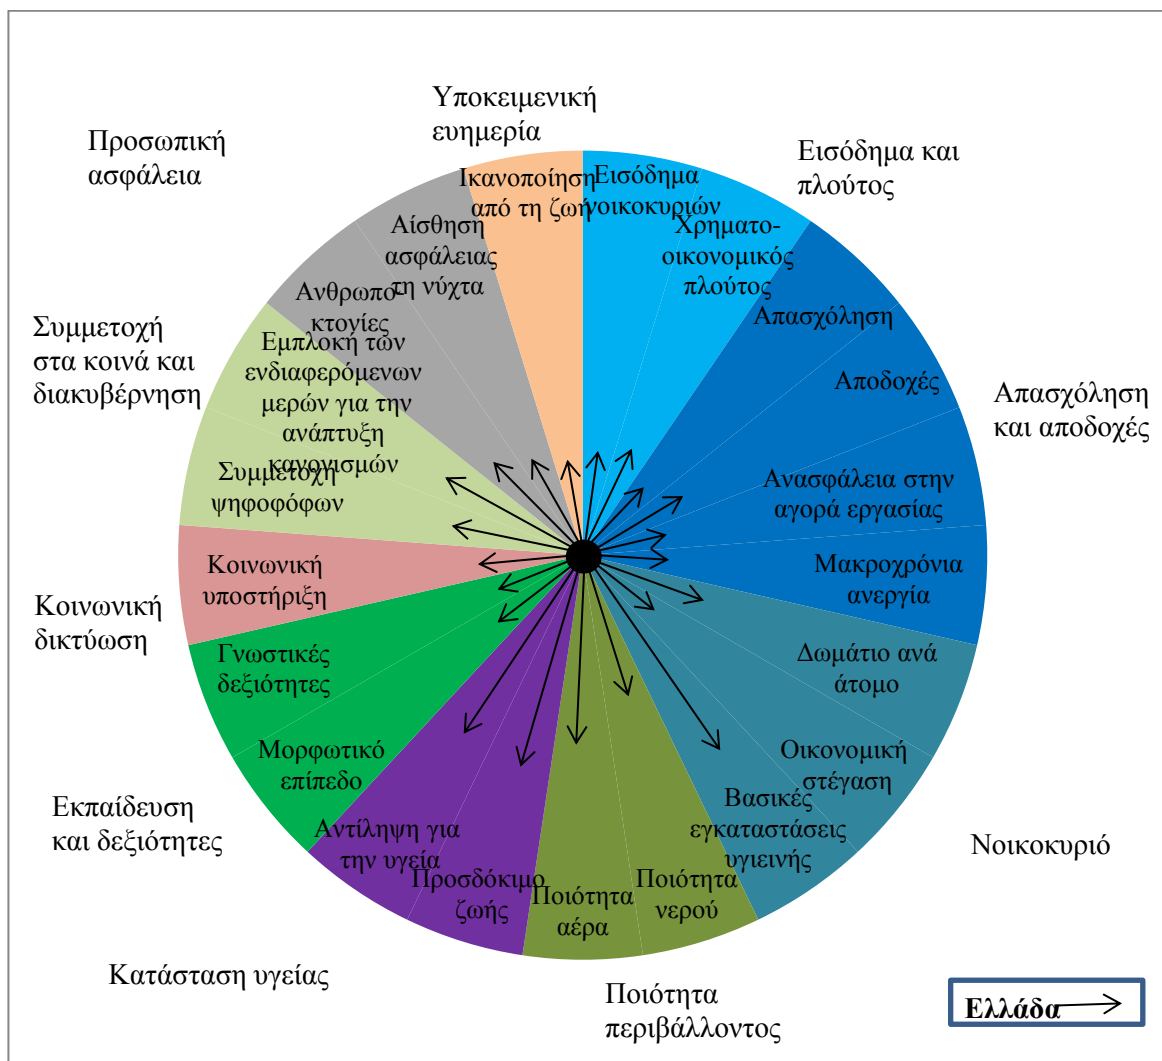 Υποκειμενική
ευημερία
Προσωπική
ασφάλεια
Εισόδημα και
πλούτος
Ικανοποίηση
από τη ζωή
Εισόδημα
νοικοκυριών
Χρηματο-
οικονομικός
πλούτος
Αίσθηση
ασφάλειας
τη νύχτα
Ανθρωπο-
κτονίες
Απασχόληση
Συμμετοχή
στα κοινά και
διακυβέρνηση
Εμπλοκή των
ενδιαφερόμενων
μερών για την
ανάπτυξη
κανονισμών
Αποδοχές
Απασχόληση
και αποδοχές
Συμμετοχή
ψηφοφόρων
Ανασφάλεια στην
αγορά εργασίας
Κοινωνική
υποστήριξη
Μακροχρόνια
ανεργία
Κοινωνική
δικτύωση
Γνωστικές
δεξιότητες
Δωμάτιο ανά
άτομο
Μορφωτικό
επίπεδο
Οικονομική
στέγαση
Εκπαίδευση
και δεξιότητες
Βασικές
εγκαταστάσεις
υγιεινής
Νοικοκυριό
Αντίληψη για
την υγεία
Προσδόκιμο
ζωής
Ποιότητα
αέρα
Ποιότητα
νερού
Κατάσταση υγείας
Ποιότητα
περιβάλλοντος
Ελλάδα